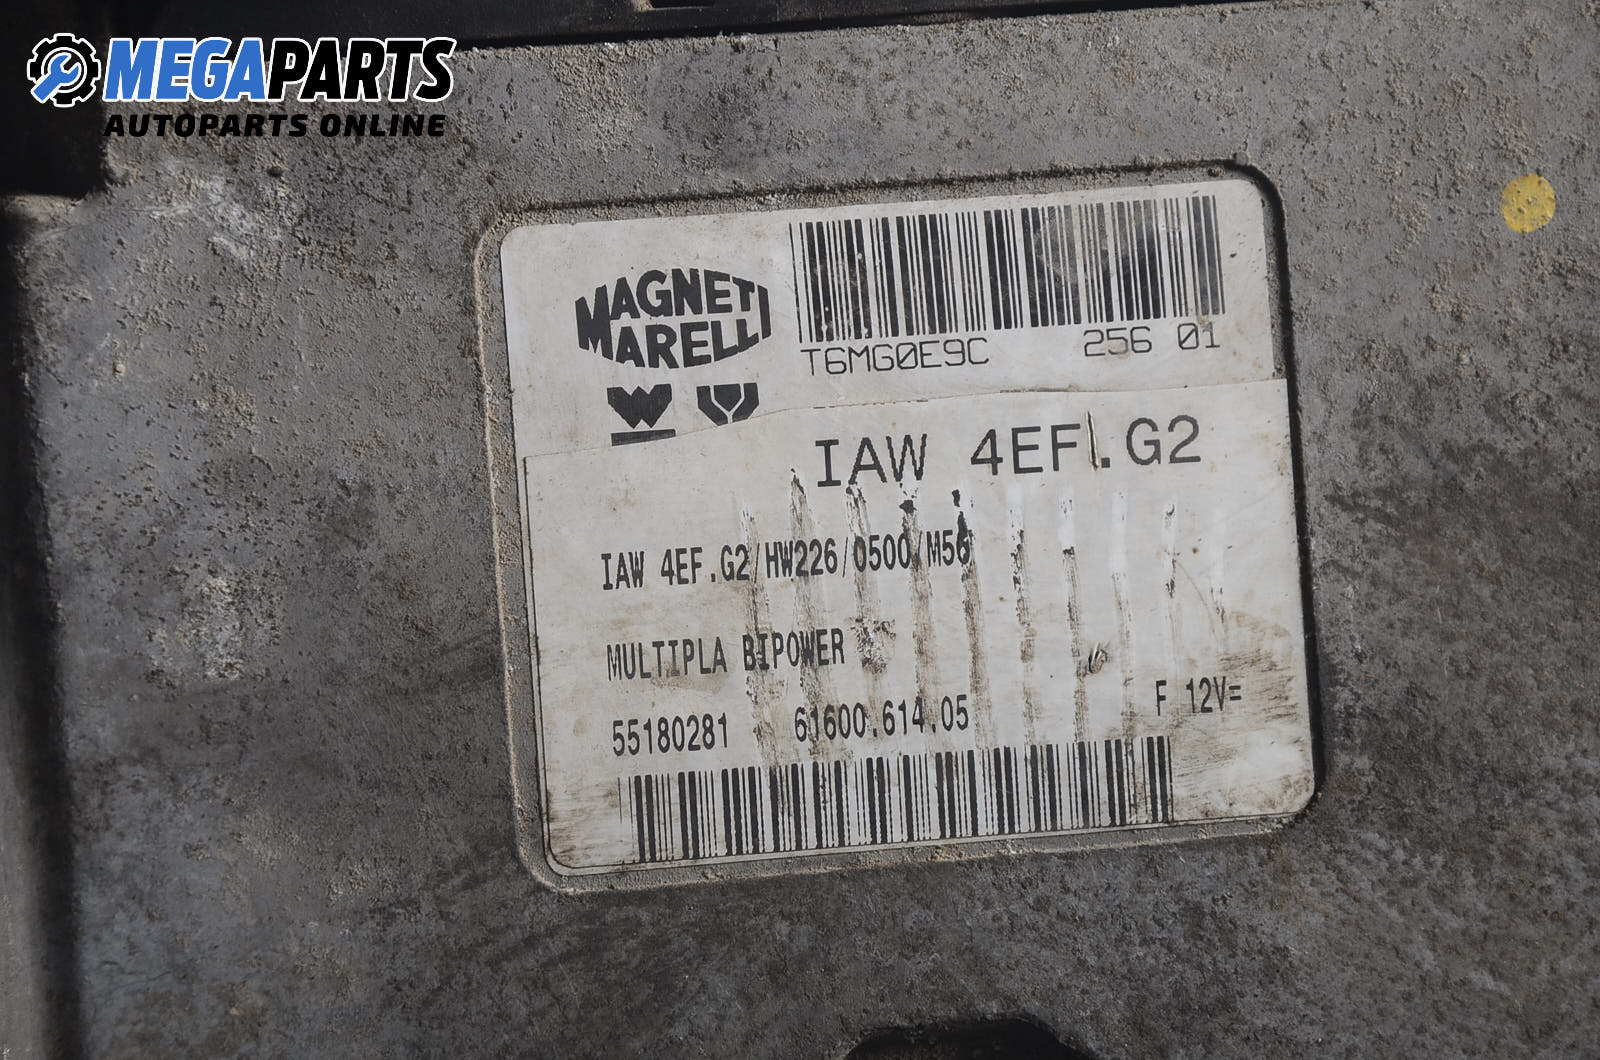 MEGAPARTS
AUTOPARTS ONLINE
MAGNETI
MARELLI
T6MG0E9C 256 01
IAW 4EF.G2
IAW 4EF.G2/HW226/0500/M56
MULTIPLA BIPOWER
55180281 61600.614.05 F 12V=